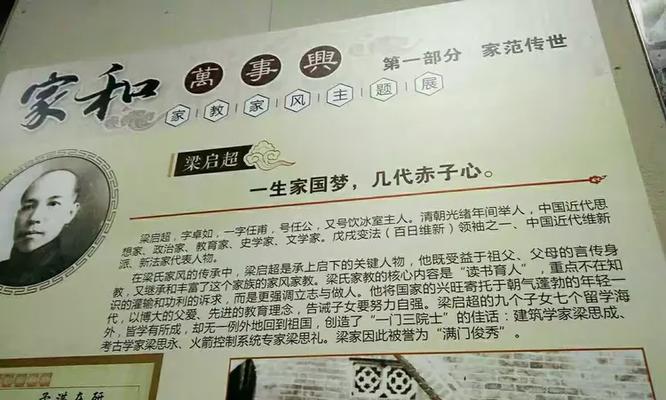 家和萬事興
第一部分 家范传世
家教家风主题展
梁启超
一生家国梦，几代赤子心。
梁启超，字卓如，一字任甫，号任公，又号饮冰室主人。清朝光绪年间举人，中国近代思
想家、政治家、教育家、史学家、文学家。戊戌变法（百日维新）领袖之一、中国近代维新
派、新法家代表人物。
在梁氏家风的传承中，梁启超是承上启下的关键人物，他既受益于祖父、父母的言传身
教，又继承和丰富了这个家族的家风家教。梁氏家教的核心内容是“读书育人”，重点不在知
识的灌输和功利的诉求，而是更强调立志与做人。他将国家的兴旺寄托于朝气蓬勃的年轻一
代，以博大的父爱、先进的教育理念，告诫子女要努力自强。梁启超的九个子女七个留学海
外，皆学有所成，却无一例外地回到祖国，创造了“一门三院士”的佳话：建筑学家梁思成、
考古学家梁思永、火箭控制系统专家梁思礼。梁家因此被誉为“满门俊秀”。